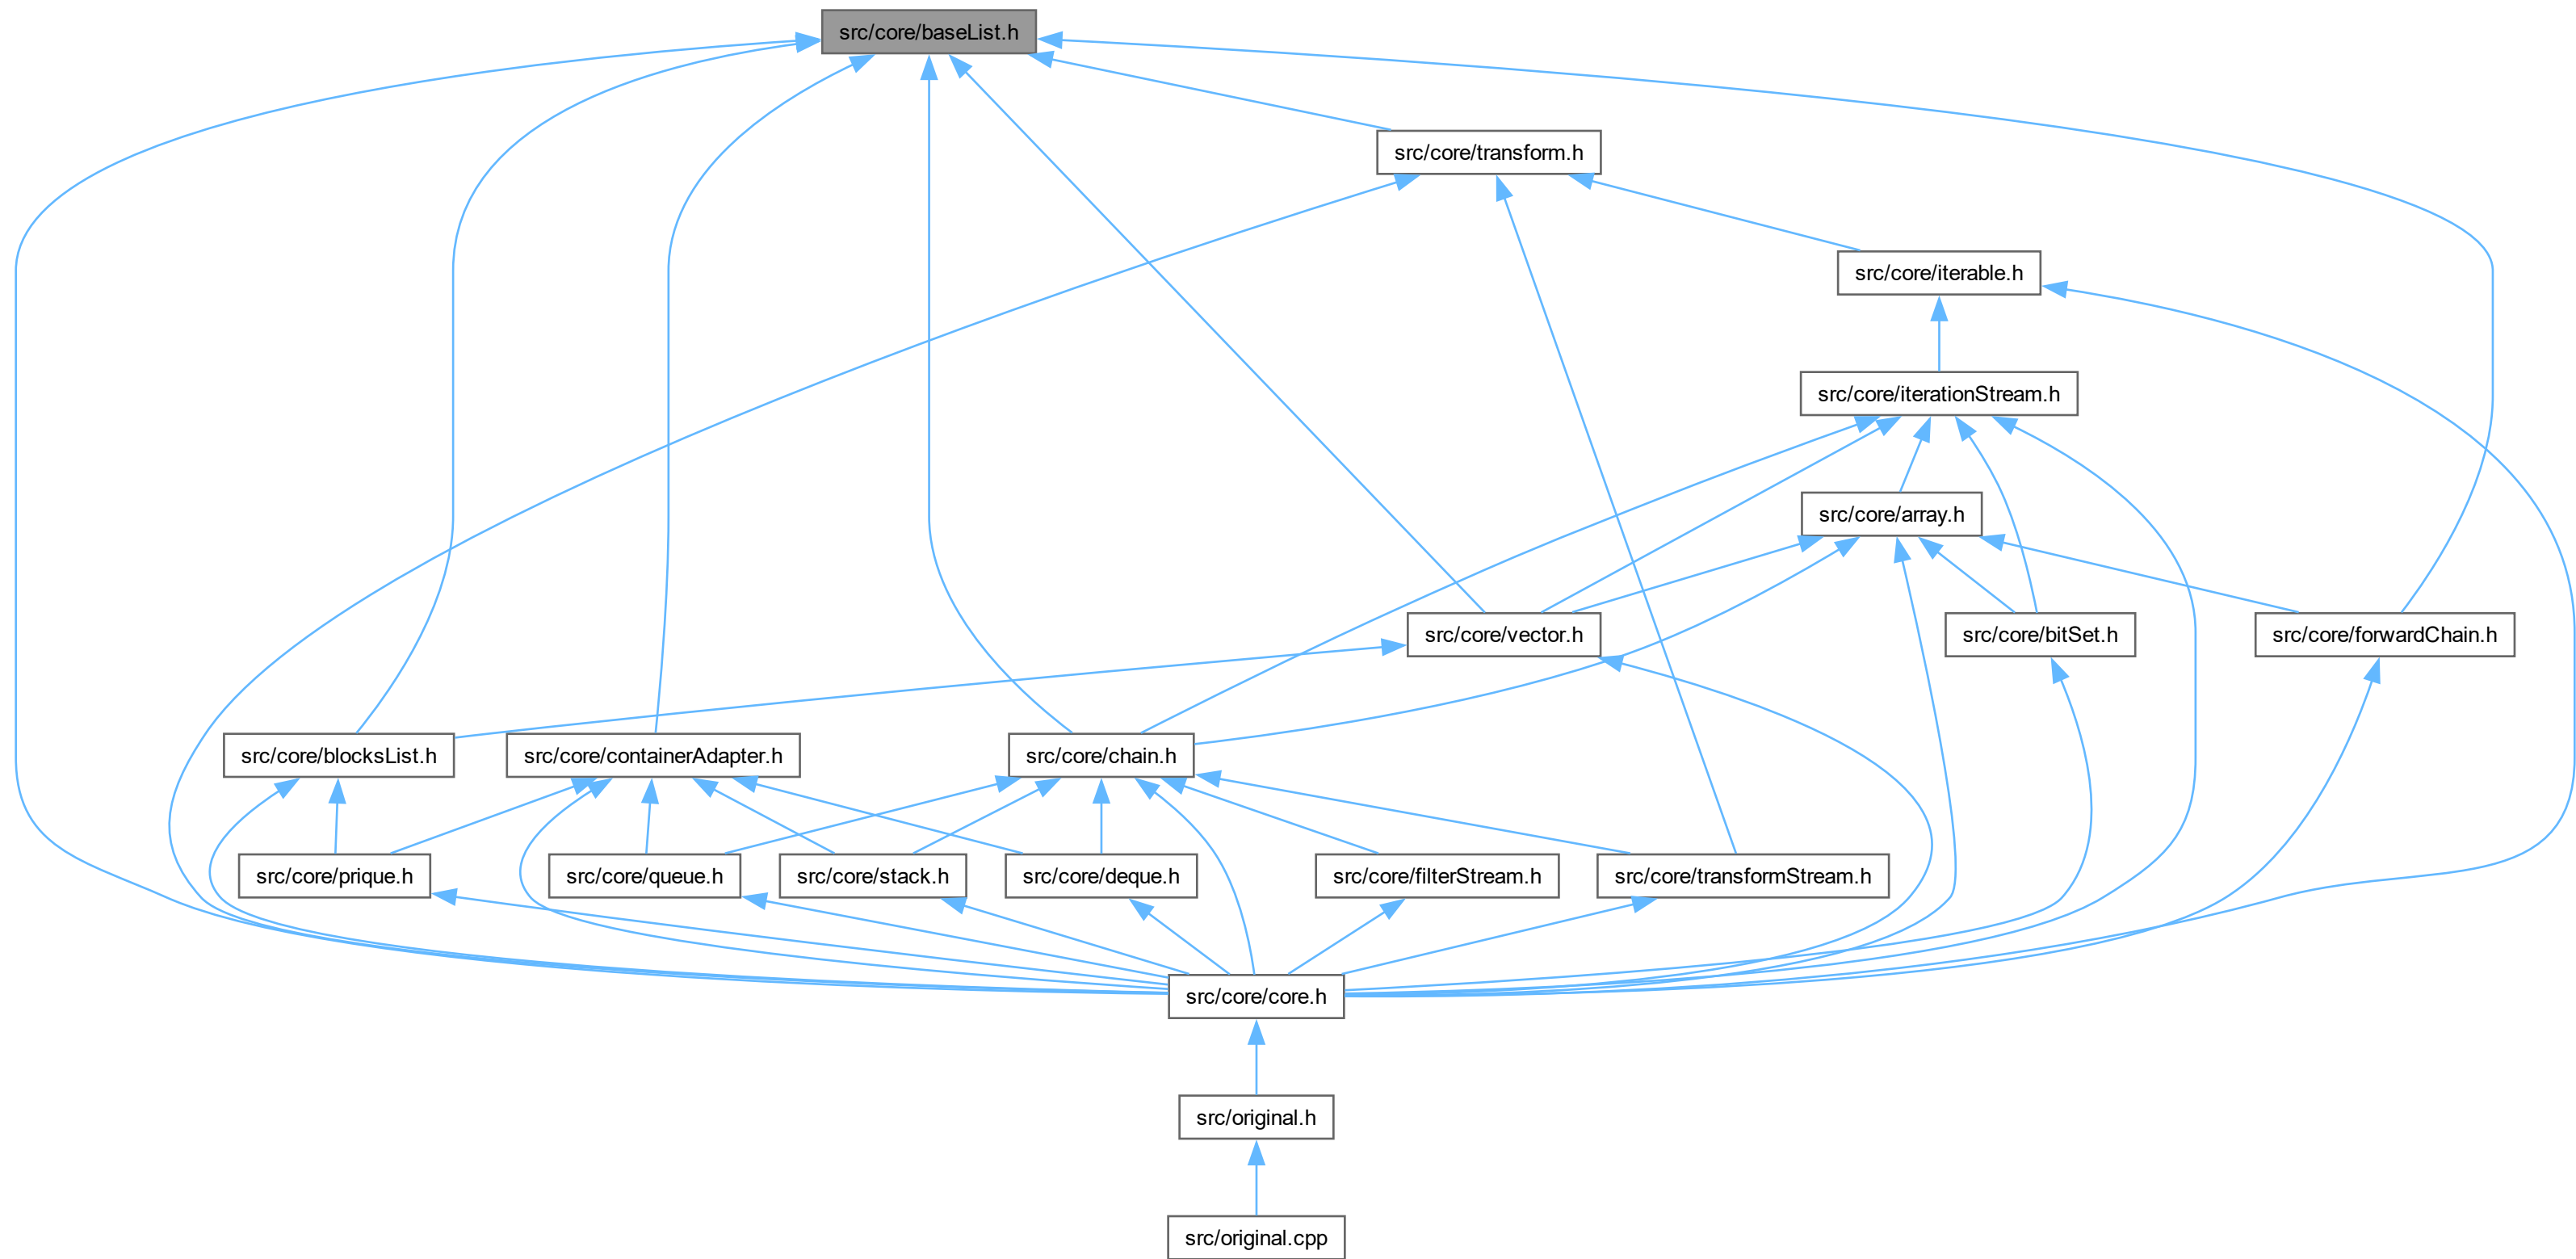 src/core/baseList.h
src/core/transform.h
src/core/iterable.h
src/core/iterationStream.h
src/core/array.h
src/core/vector.h
src/core/bitSet.h
src/core/forwardChain.h
src/core/blocksList.h
src/core/containerAdapter.h
src/core/chain.h
src/core/prique.h
src/core/queue.h
src/core/stack.h
src/core/deque.h
src/core/filterStream.h
src/core/transformStream.h
src/core/core.h
src/original.h
src/original.cpp